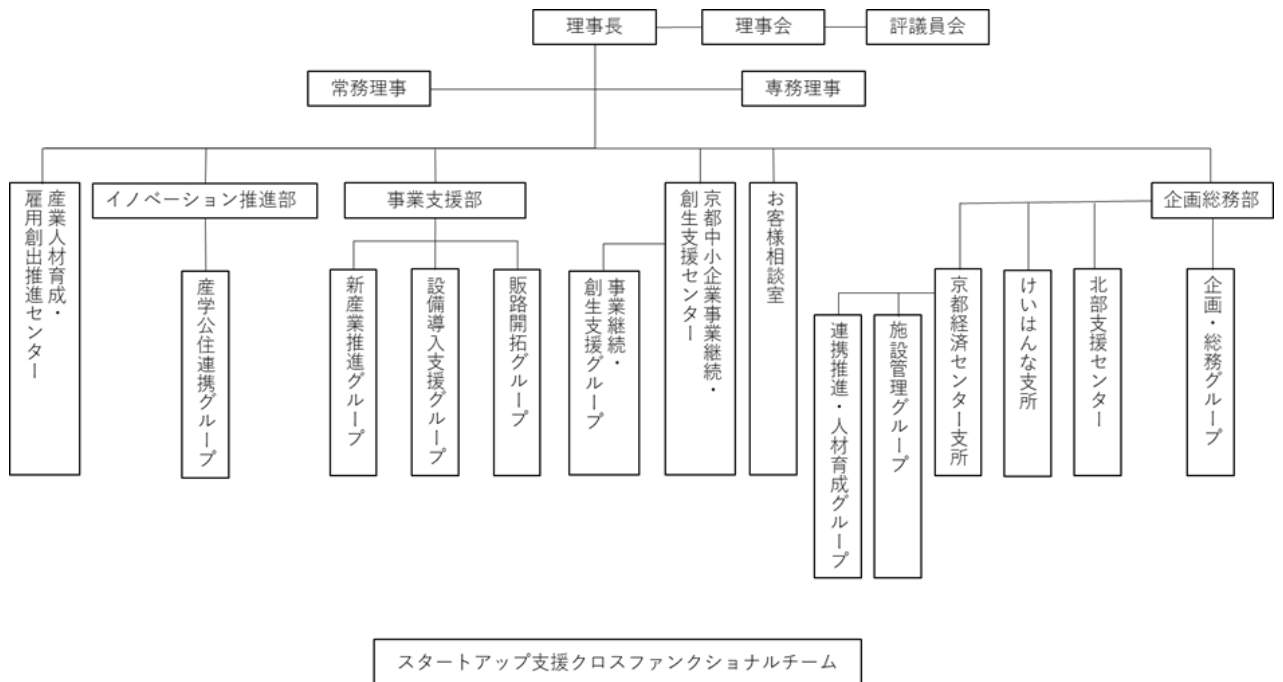 理事長
理事会
評議員会
常務理事
専務理事
産業人材育成・
雇用創出推進センター
イノベーション推進部
産学公住連携グループ
事業支援部
新産業推進グループ
設備導入支援グループ
販路開拓グループ
京都中小企業事業継続・
創生支援センター
事業継続・
創生支援グループ
お客様相談室
企画総務部
京都経済センター支所
連携推進・人材育成グループ
施設管理グループ
けいはんな支所
北部支援センター
企画・総務グループ
スタートアップ支援クロスファンクショナルチーム